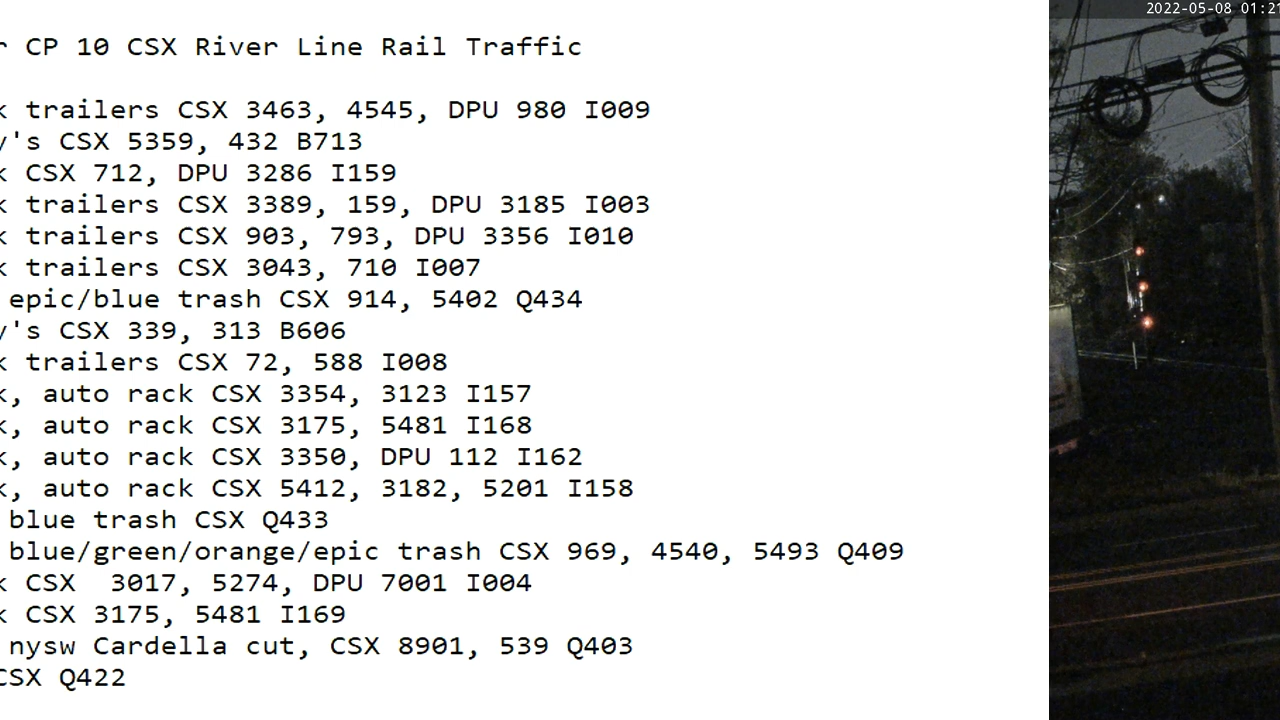 CP 10 CSX River Line Rail Traffic
2022-05-08
trailers CSX 3463, 4545, DPU 980 I009
CSX 5359, 432 B713
CSX 712, DPU 3286 I159
trailers CSX 3389, 159, DPU 3185 I003
trailers CSX 903, 793, DPU 3356 I010
trailers CSX 3043, 710 I007
epic/blue trash CSX 914, 5402 Q434
CSX 339, 313 B606
trailers CSX 72, 588 I008
auto rack CSX 3354, 3123 I157
auto rack CSX 3175, 5481 I168
auto rack CSX 3350, DPU 112 I162
auto rack CSX 5412, 3182, 5201 I158
blue trash CSX Q433
blue/green/orange/epic trash CSX 969, 4540, 5493 Q409
CSX 3017, 5274, DPU 7001 I004
CSX 3175, 5481 I169
nysw Cardella cut, CSX 8901, 539 Q403
CSX Q422